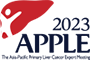 2023
APPLE
The Asia-Pacific Primary Liver Cancer Expert Meeting